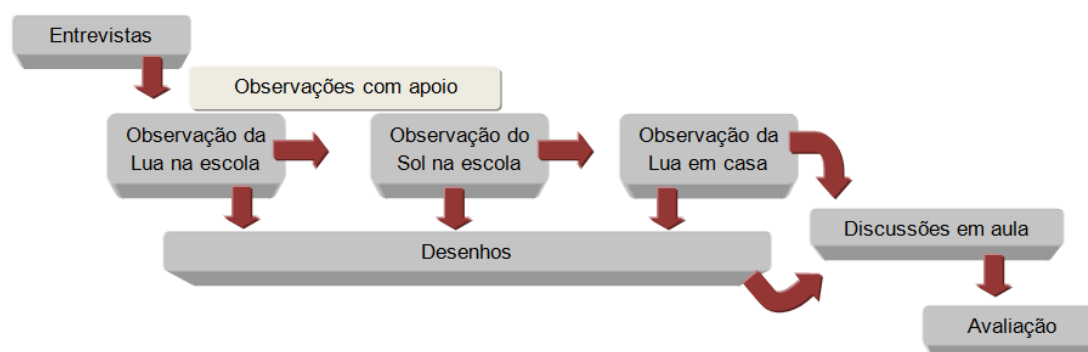 Entrevistas
Observações com apoio
Observação da
Lua na escola
Observação do
Sol na escola
Observação da
Lua em casa
Desenhos
Discussões em aula
Avaliação